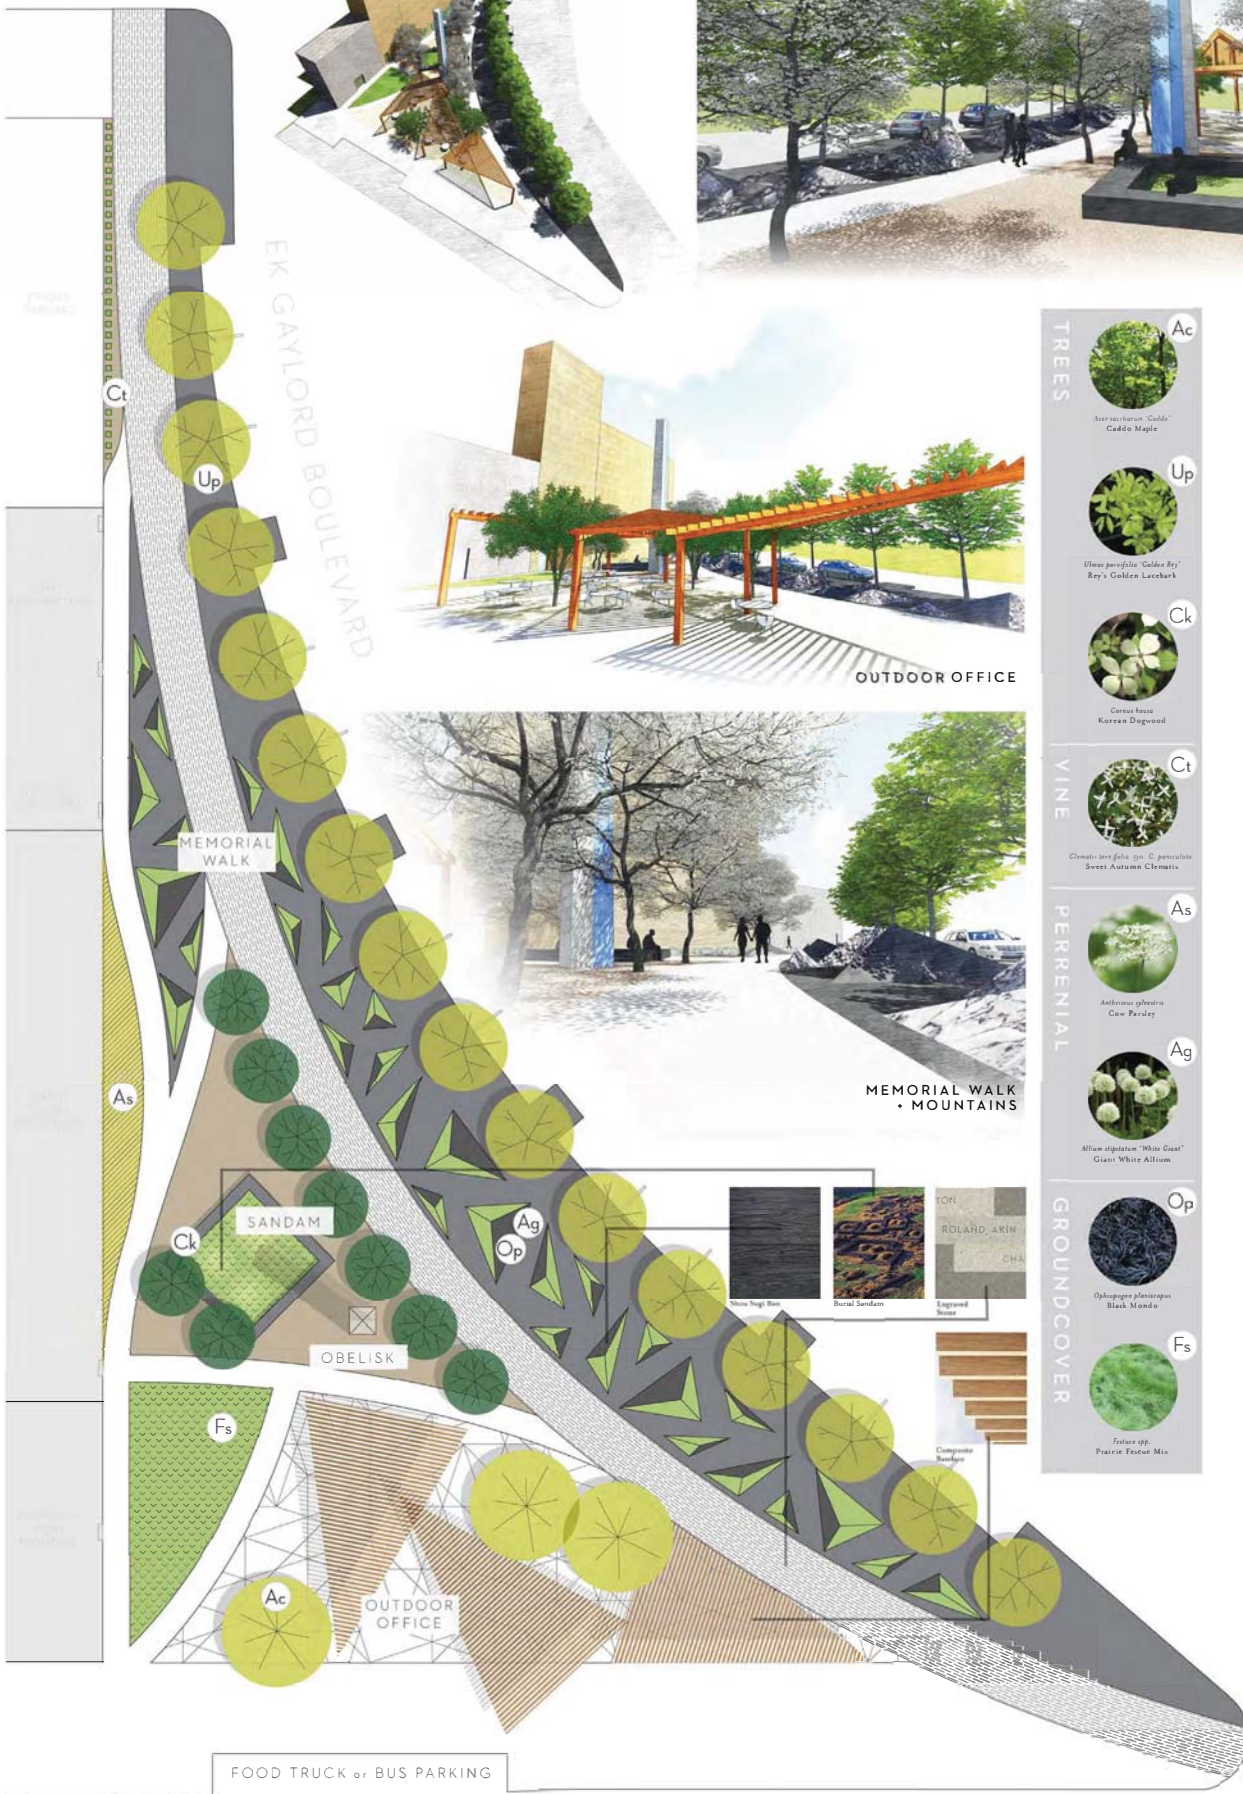 EK GAYLORD BOULEVARD
Ct
Up
MEMORIAL
WALK
As
SANDAM
Ck
Ag
Op
OBELISK
Fs
Ac
OUTDOOR
OFFICE
FOOD TRUCK or BUS PARKING
OUTDOOR OFFICE
MEMORIAL WALK
+ MOUNTAINS
Shou Sugi Ban
Burial Sandam
TON
ROLAND AKIN
CHA
Engraved
Stone
Composite
Bamboo
TREES
Ac
Acer saccharum 'Caddo'
Caddo Maple
Up
Ulmus parvifolia 'Golden Rey'
Rey's Golden Lacebark
Ck
Cornus kousa
Korean Dogwood
VINE
Ct
Clematis ternifolia syn. C. paniculata
Sweet Autumn Clematis
PERRENIAL
As
Anthriscus sylvestris
Cow Parsley
Ag
Allium stipitatum 'White Giant'
Giant White Allium
GROUNDCOVER
Op
Ophiopogon planiscapus
Black Mondo
Fs
Festuca spp.
Prairie Fescue Mix